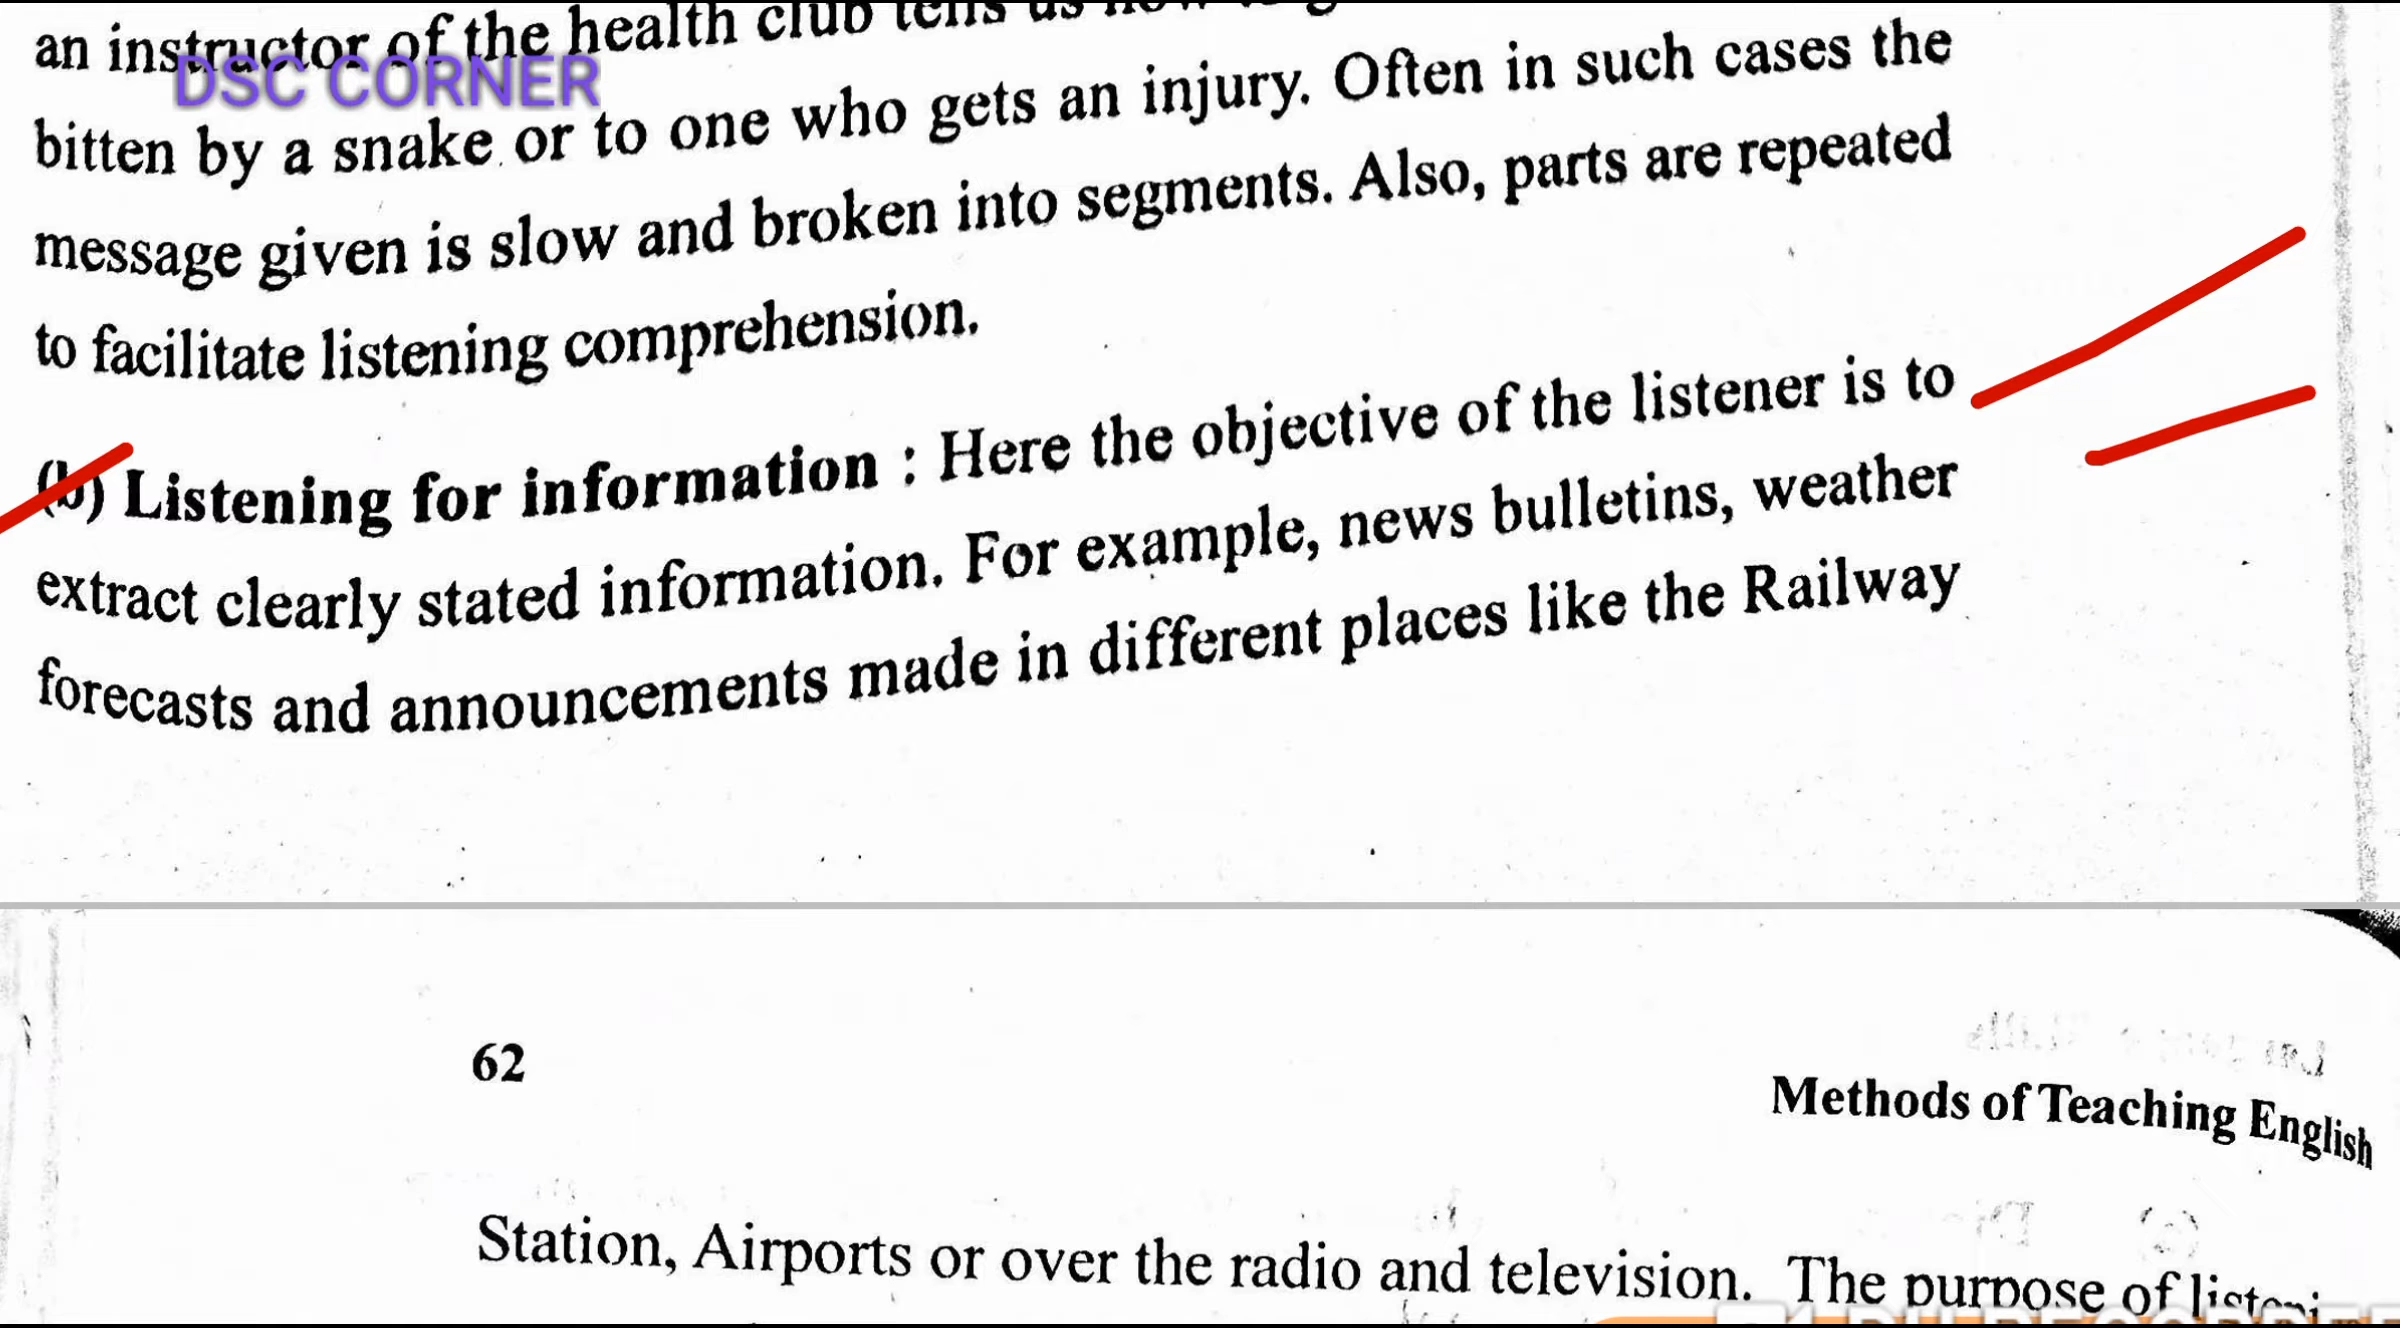 an instructor of the health club tells us how
DSC CORNER
bitten by a snake or to one who gets an injury. Often in such cases the
message given is slow and broken into segments. Also, parts are repeated
to facilitate listening comprehension.
(b) Listening for information : Here the objective of the listener is to
extract clearly stated information. For example, news bulletins, weather
forecasts and announcements made in different places like the Railway
62
Methods of Teaching English
Station, Airports or over the radio and television. The purpose of